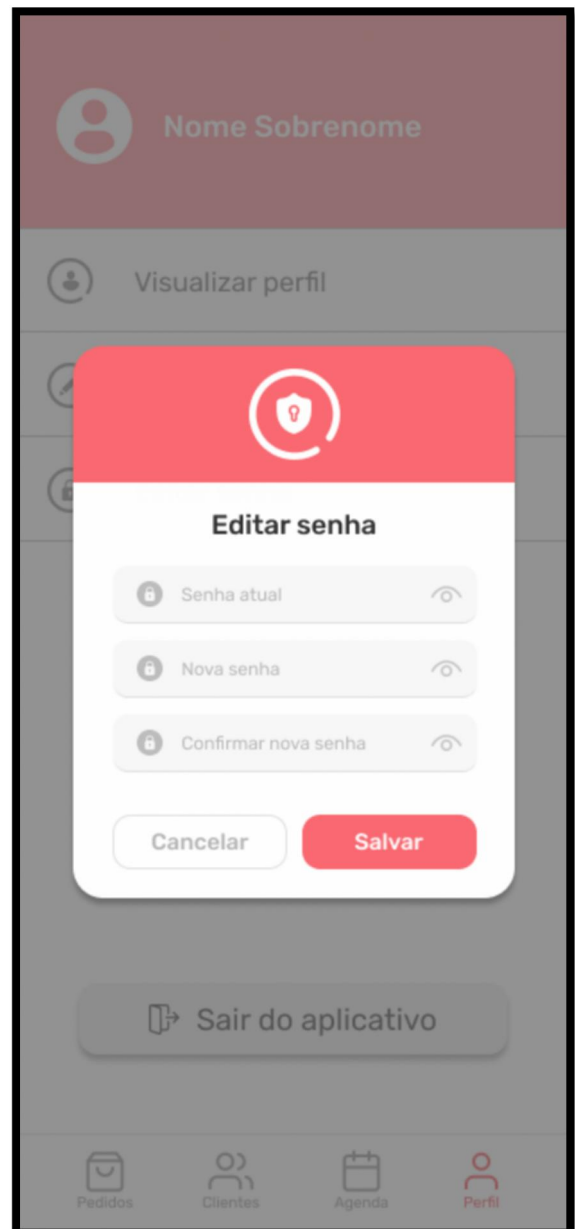 Nome Sobrenome
Visualizar perfil
Editar senha
Senha atual
Nova senha
Confirmar nova senha
Cancelar Salvar
Sair do aplicativo
Pedidos Clientes Agenda Perfil